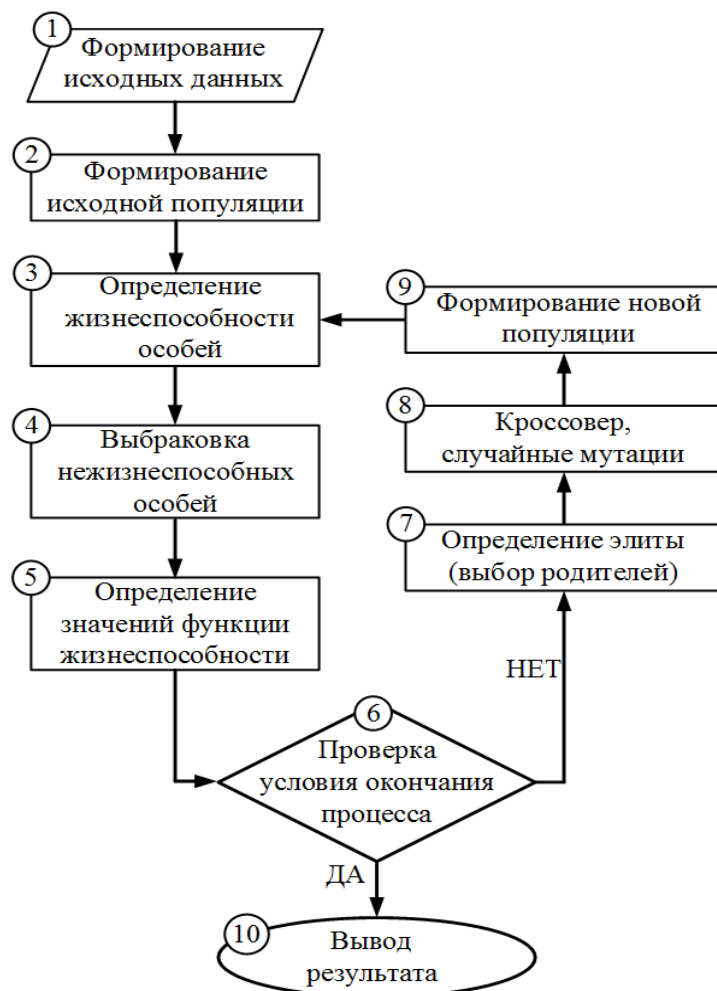 1
Формирование
исходных данных
2
Формирование
исходной популяции
3
Определение
жизнеспособности
особей
4
Выбраковка
нежизнеспособных
особей
5
Определение
значений функции
жизнеспособности
6
Проверка
условия окончания
процесса
НЕТ
7
Определение элиты
(выбор родителей)
8
Кроссовер,
случайные мутации
9
Формирование новой
популяции
ДА
10
Вывод
результата